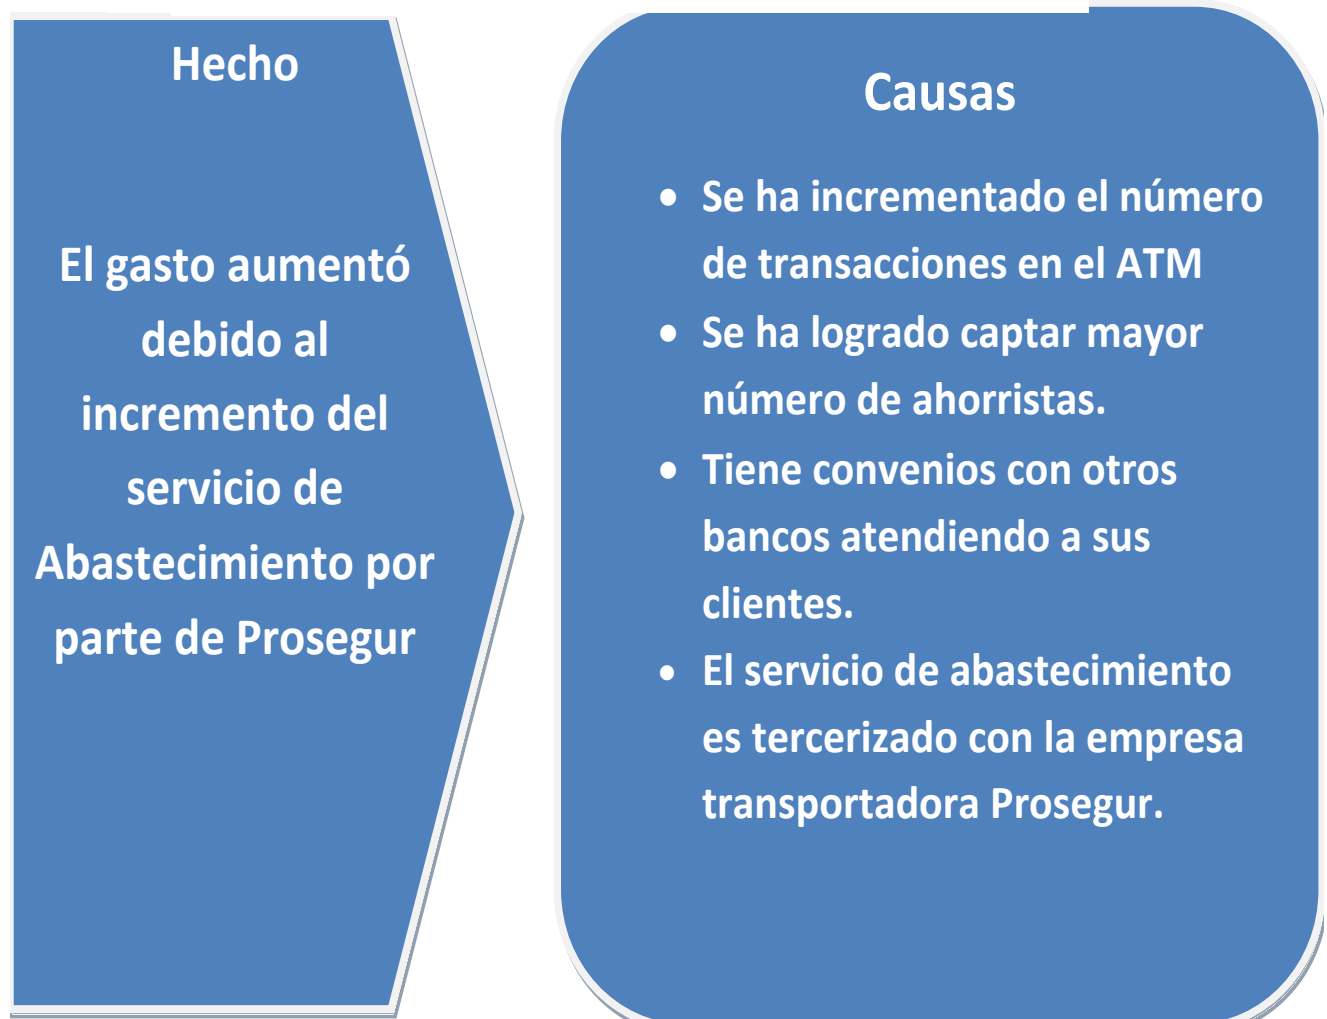 Hecho
El gasto aumentó
debido al
incremento del
servicio de
Abastecimiento por
parte de Prosegur
Causas
• Se ha incrementado el número
de transacciones en el ATM
• Se ha logrado captar mayor
número de ahorristas.
• Tiene convenios con otros
bancos atendiendo a sus
clientes.
• El servicio de abastecimiento
es tercerizado con la empresa
transportadora Prosegur.